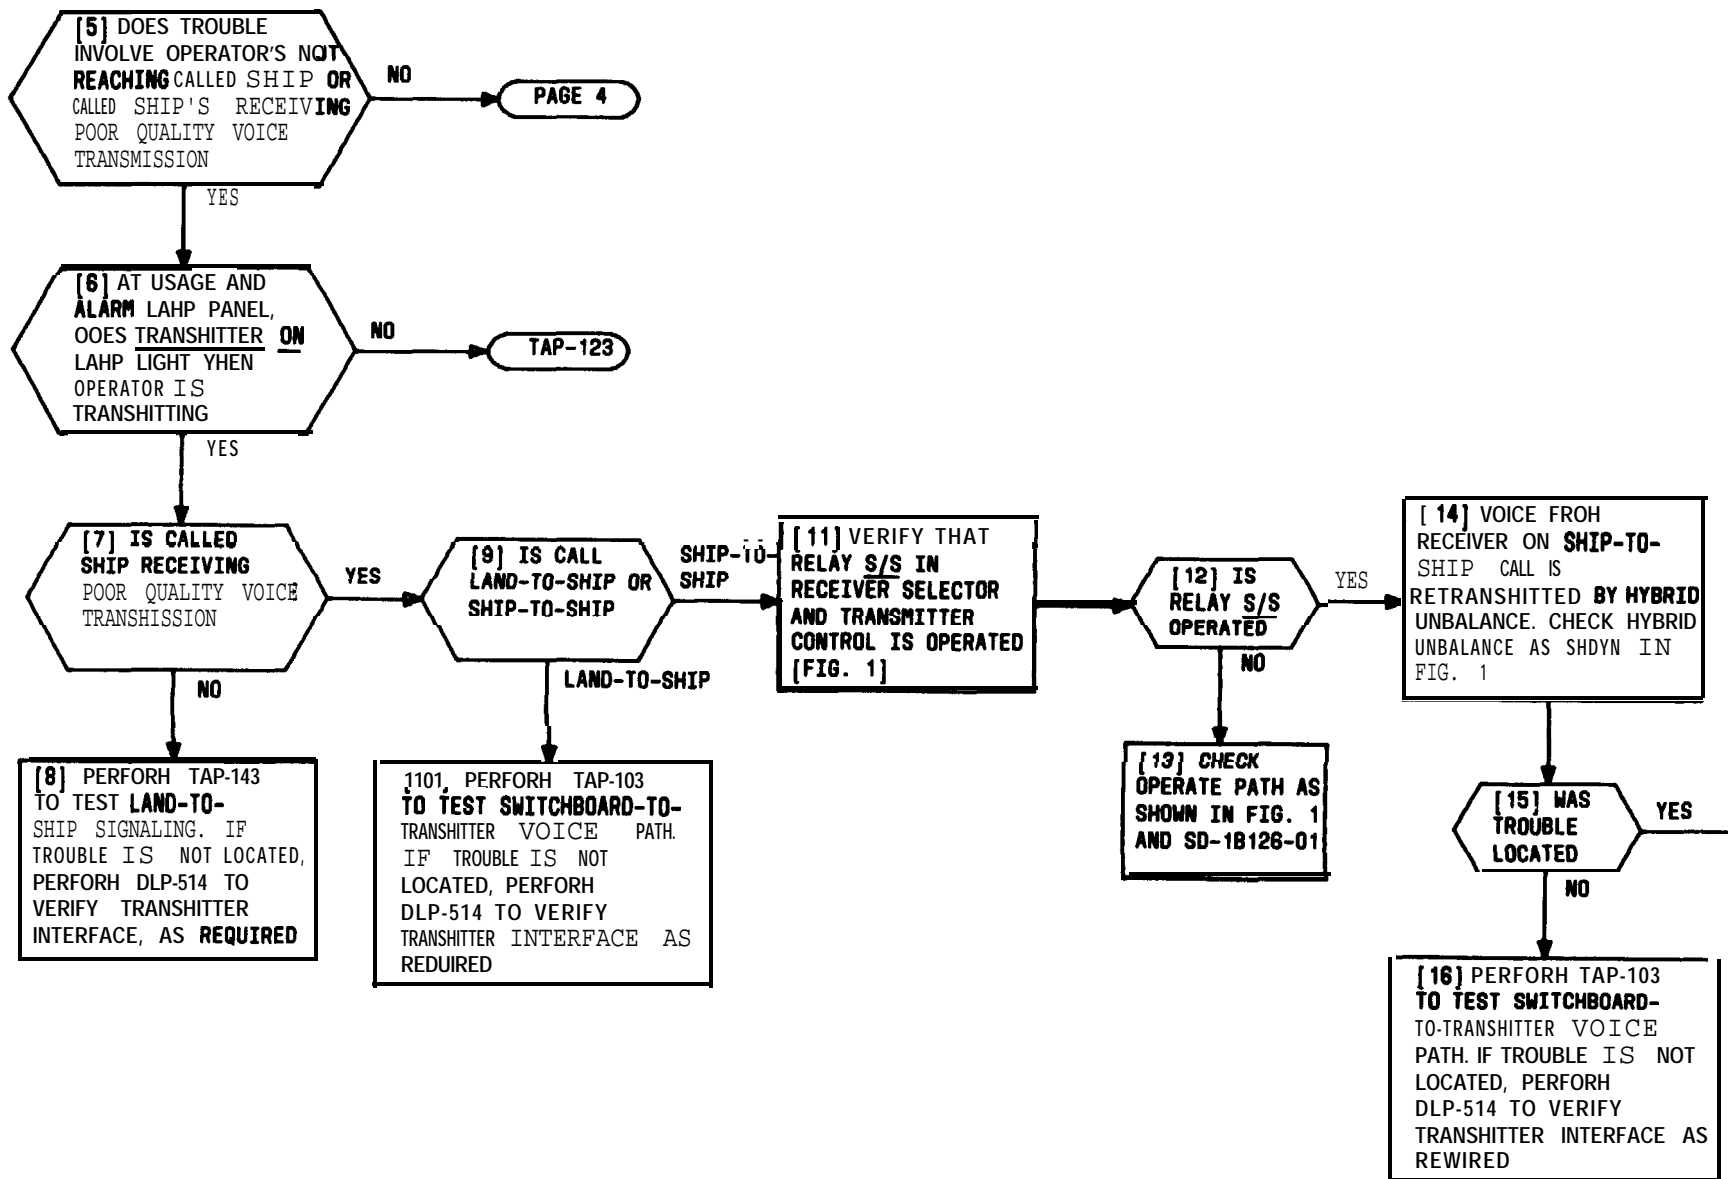 [5] DOES TROUBLE
INVOLVE OPERATOR'S NOT
REACHING CALLED SHIP OR
CALLED SHIP'S RECEIVING
POOR QUALITY VOICE
TRANSMISSION
NO
PAGE 4
YES
[6] AT USAGE AND
ALARM LAHP PANEL,
OOES TRANSHITTER ON
LAHP LIGHT YHEN
OPERATOR IS
TRANSHITTING
NO
TAP-123
YES
[7] IS CALLED
SHIP RECEIVING
POOR QUALITY VOICE
TRANSHISSION
YES
NO
[8] PERFORH TAP-143
TO TEST LAND-TO-
SHIP SIGNALING. IF
TROUBLE IS NOT LOCATED,
PERFORH DLP-514 TO
VERIFY TRANSHITTER
INTERFACE, AS REQUIRED
[9] IS CALL
LAND-TO-SHIP OR
SHIP-TO-SHIP
SHIP-TO-
SHIP
LAND-TO-SHIP
1101, PERFORH TAP-103
TO TEST SWITCHBOARD-TO-
TRANSHITTER VOICE PATH.
IF TROUBLE IS NOT
LOCATED, PERFORH
DLP-514 TO VERIFY
TRANSHITTER INTERFACE AS
REDUIRED
[11] VERIFY THAT
RELAY S/S IN
RECEIVER SELECTOR
AND TRANSMITTER
CONTROL IS OPERATED
[FIG. 1]
[12] IS
RELAY S/S
OPERATED
YES
NO
[13] CHECK
OPERATE PATH AS
SHOWN IN FIG. 1
AND SD-1B126-01
[14] VOICE FROH
RECEIVER ON SHIP-TO-
SHIP CALL IS
RETRANSHITTED BY HYBRID
UNBALANCE. CHECK HYBRID
UNBALANCE AS SHDYN IN
FIG. 1
[15] WAS
TROUBLE
LOCATED
YES
NO
[16] PERFORH TAP-103
TO TEST SWITCHBOARD-
TO-TRANSHITTER VOICE
PATH. IF TROUBLE IS NOT
LOCATED, PERFORH
DLP-514 TO VERIFY
TRANSHITTER INTERFACE AS
REWIRED